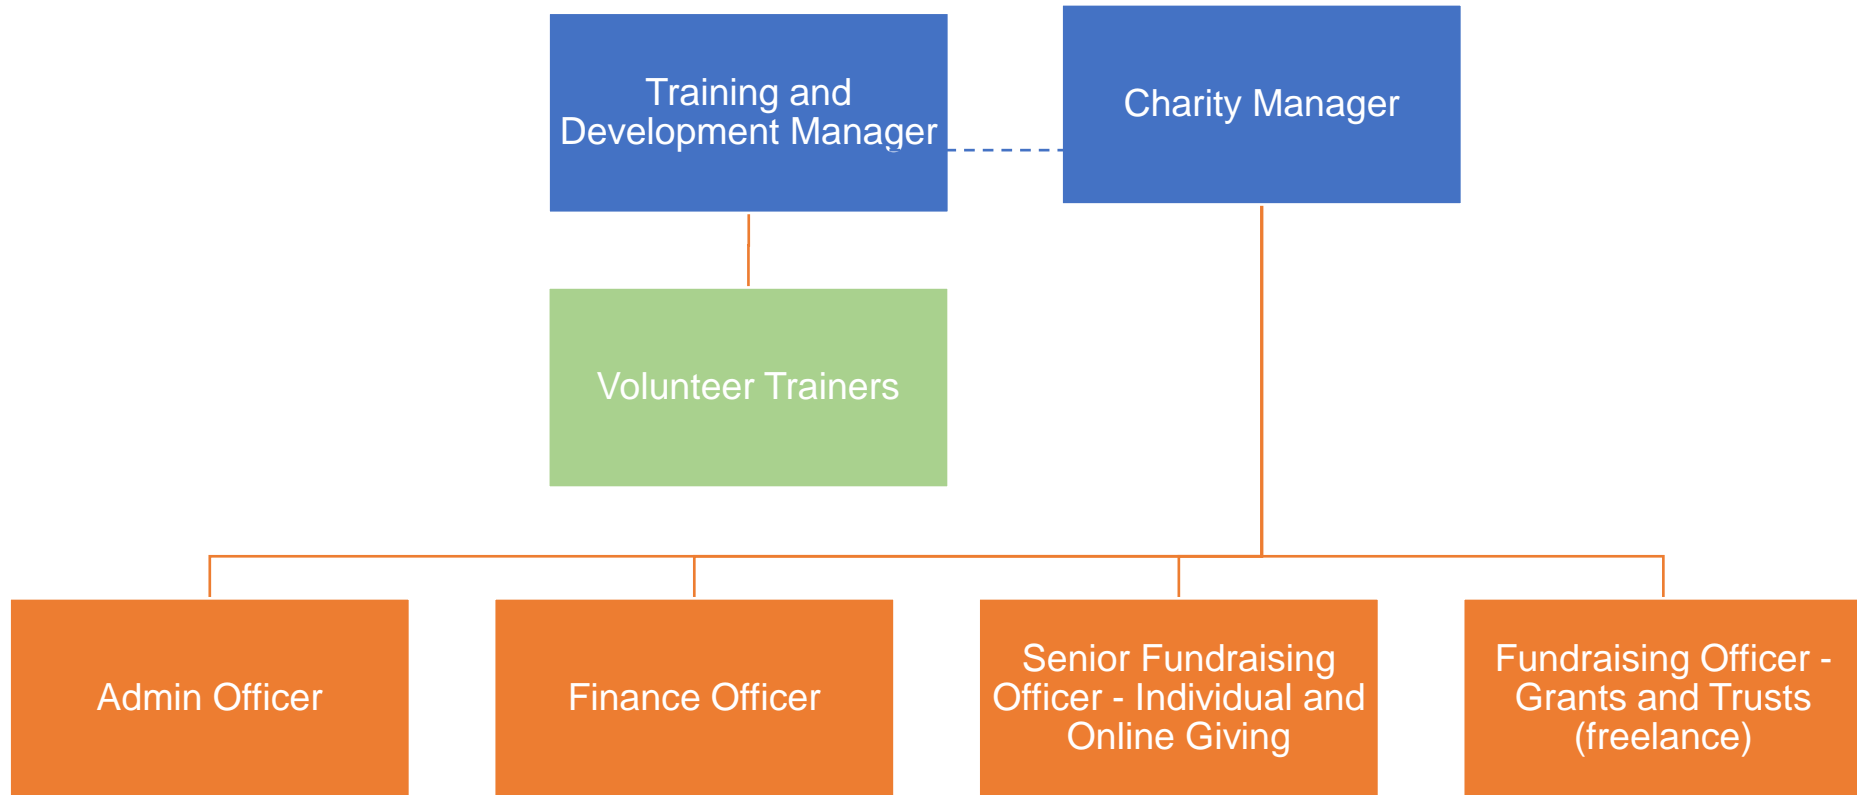 Training and
Development Manager
Charity Manager
Volunteer Trainers
Admin Officer
Finance Officer
Senior Fundraising
Officer - Individual and
Online Giving
Fundraising Officer -
Grants and Trusts
(freelance)